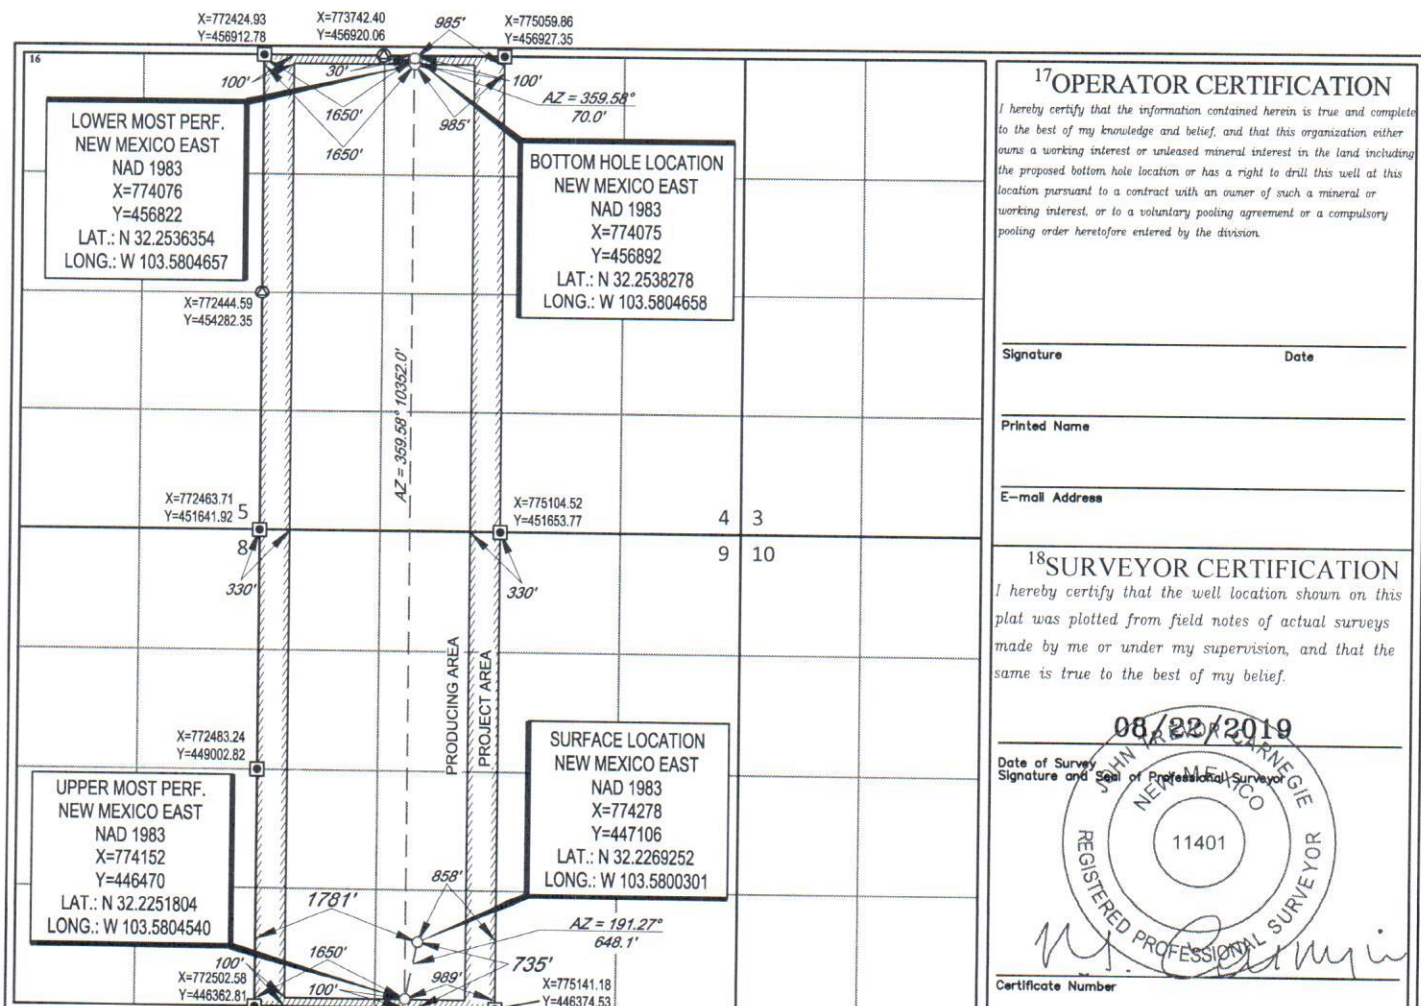 X=772424.93
Y=456912.78
X=773742.40
Y=456920.06
985'
X=775059.86
Y=456927.35
16
100'
30'
1650'
1650'
985'
100'
AZ = 359.58°
70.0'
LOWER MOST PERF.
NEW MEXICO EAST
NAD 1983
X=774076
Y=456822
LAT.: N 32.2536354
LONG.: W 103.5804657
BOTTOM HOLE LOCATION
NEW MEXICO EAST
NAD 1983
X=774075
Y=456892
LAT.: N 32.2538278
LONG.: W 103.5804658
X=772444.59
Y=454282.35
AZ = 359.58° 10352.0'
X=772463.71
Y=451641.92
5
8
X=775104.52
Y=451653.77
4
3
9
10
330'
330'
PRODUCING AREA
PROJECT AREA
X=772483.24
Y=449002.82
UPPER MOST PERF.
NEW MEXICO EAST
NAD 1983
X=774152
Y=446470
LAT.: N 32.2251804
LONG.: W 103.5804540
SURFACE LOCATION
NEW MEXICO EAST
NAD 1983
X=774278
Y=447106
LAT.: N 32.2269252
LONG.: W 103.5800301
1781'
858'
AZ = 191.27°
648.1'
1650'
735'
100'
100'
989'
X=772502.58
Y=446362.81
X=775141.18
Y=446374.53
17 OPERATOR CERTIFICATION
I hereby certify that the information contained herein is true and complete
to the best of my knowledge and belief, and that this organization either
owns a working interest or unleased mineral interest in the land including
the proposed bottom hole location or has a right to drill this well at this
location pursuant to a contract with an owner of such a mineral or
working interest, or to a voluntary pooling agreement or a compulsory
pooling order heretofore entered by the division.
Signature Date
Printed Name
E-mail Address
18 SURVEYOR CERTIFICATION
I hereby certify that the well location shown on this
plat was plotted from field notes of actual surveys
made by me or under my supervision, and that the
same is true to the best of my belief.
08/22/2019
Date of Survey
Signature and Seal of Professional Surveyor
JOHN TREVOR CARNEGIE
NEW MEXICO
11401
REGISTERED PROFESSIONAL SURVEYOR
Certificate Number